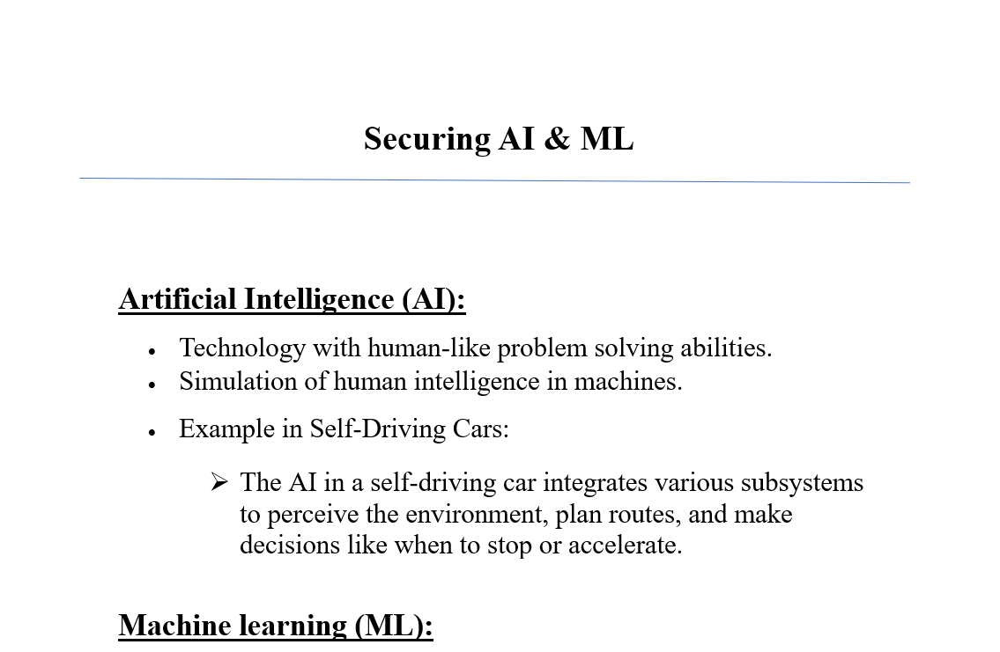 Securing AI & ML
Artificial Intelligence (AI):
• Technology with human-like problem solving abilities.
• Simulation of human intelligence in machines.
• Example in Self-Driving Cars:
➢ The AI in a self-driving car integrates various subsystems
to perceive the environment, plan routes, and make
decisions like when to stop or accelerate.
Machine learning (ML):